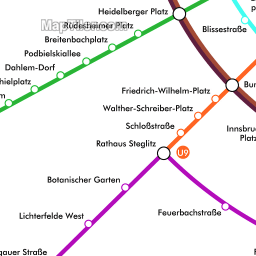 Heidelberger Platz
Rüdesheimer Platz
Blissestraße
Breitenbachplatz
Podbielskiallee
Dahlem-Dorf
Friedrich-Wilhelm-Platz
Walther-Schreiber-Platz
Schloßstraße
Platz
Rathaus Steglitz
U9
Botanischer Garten
Lichterfelde West
Feuerbachstraße